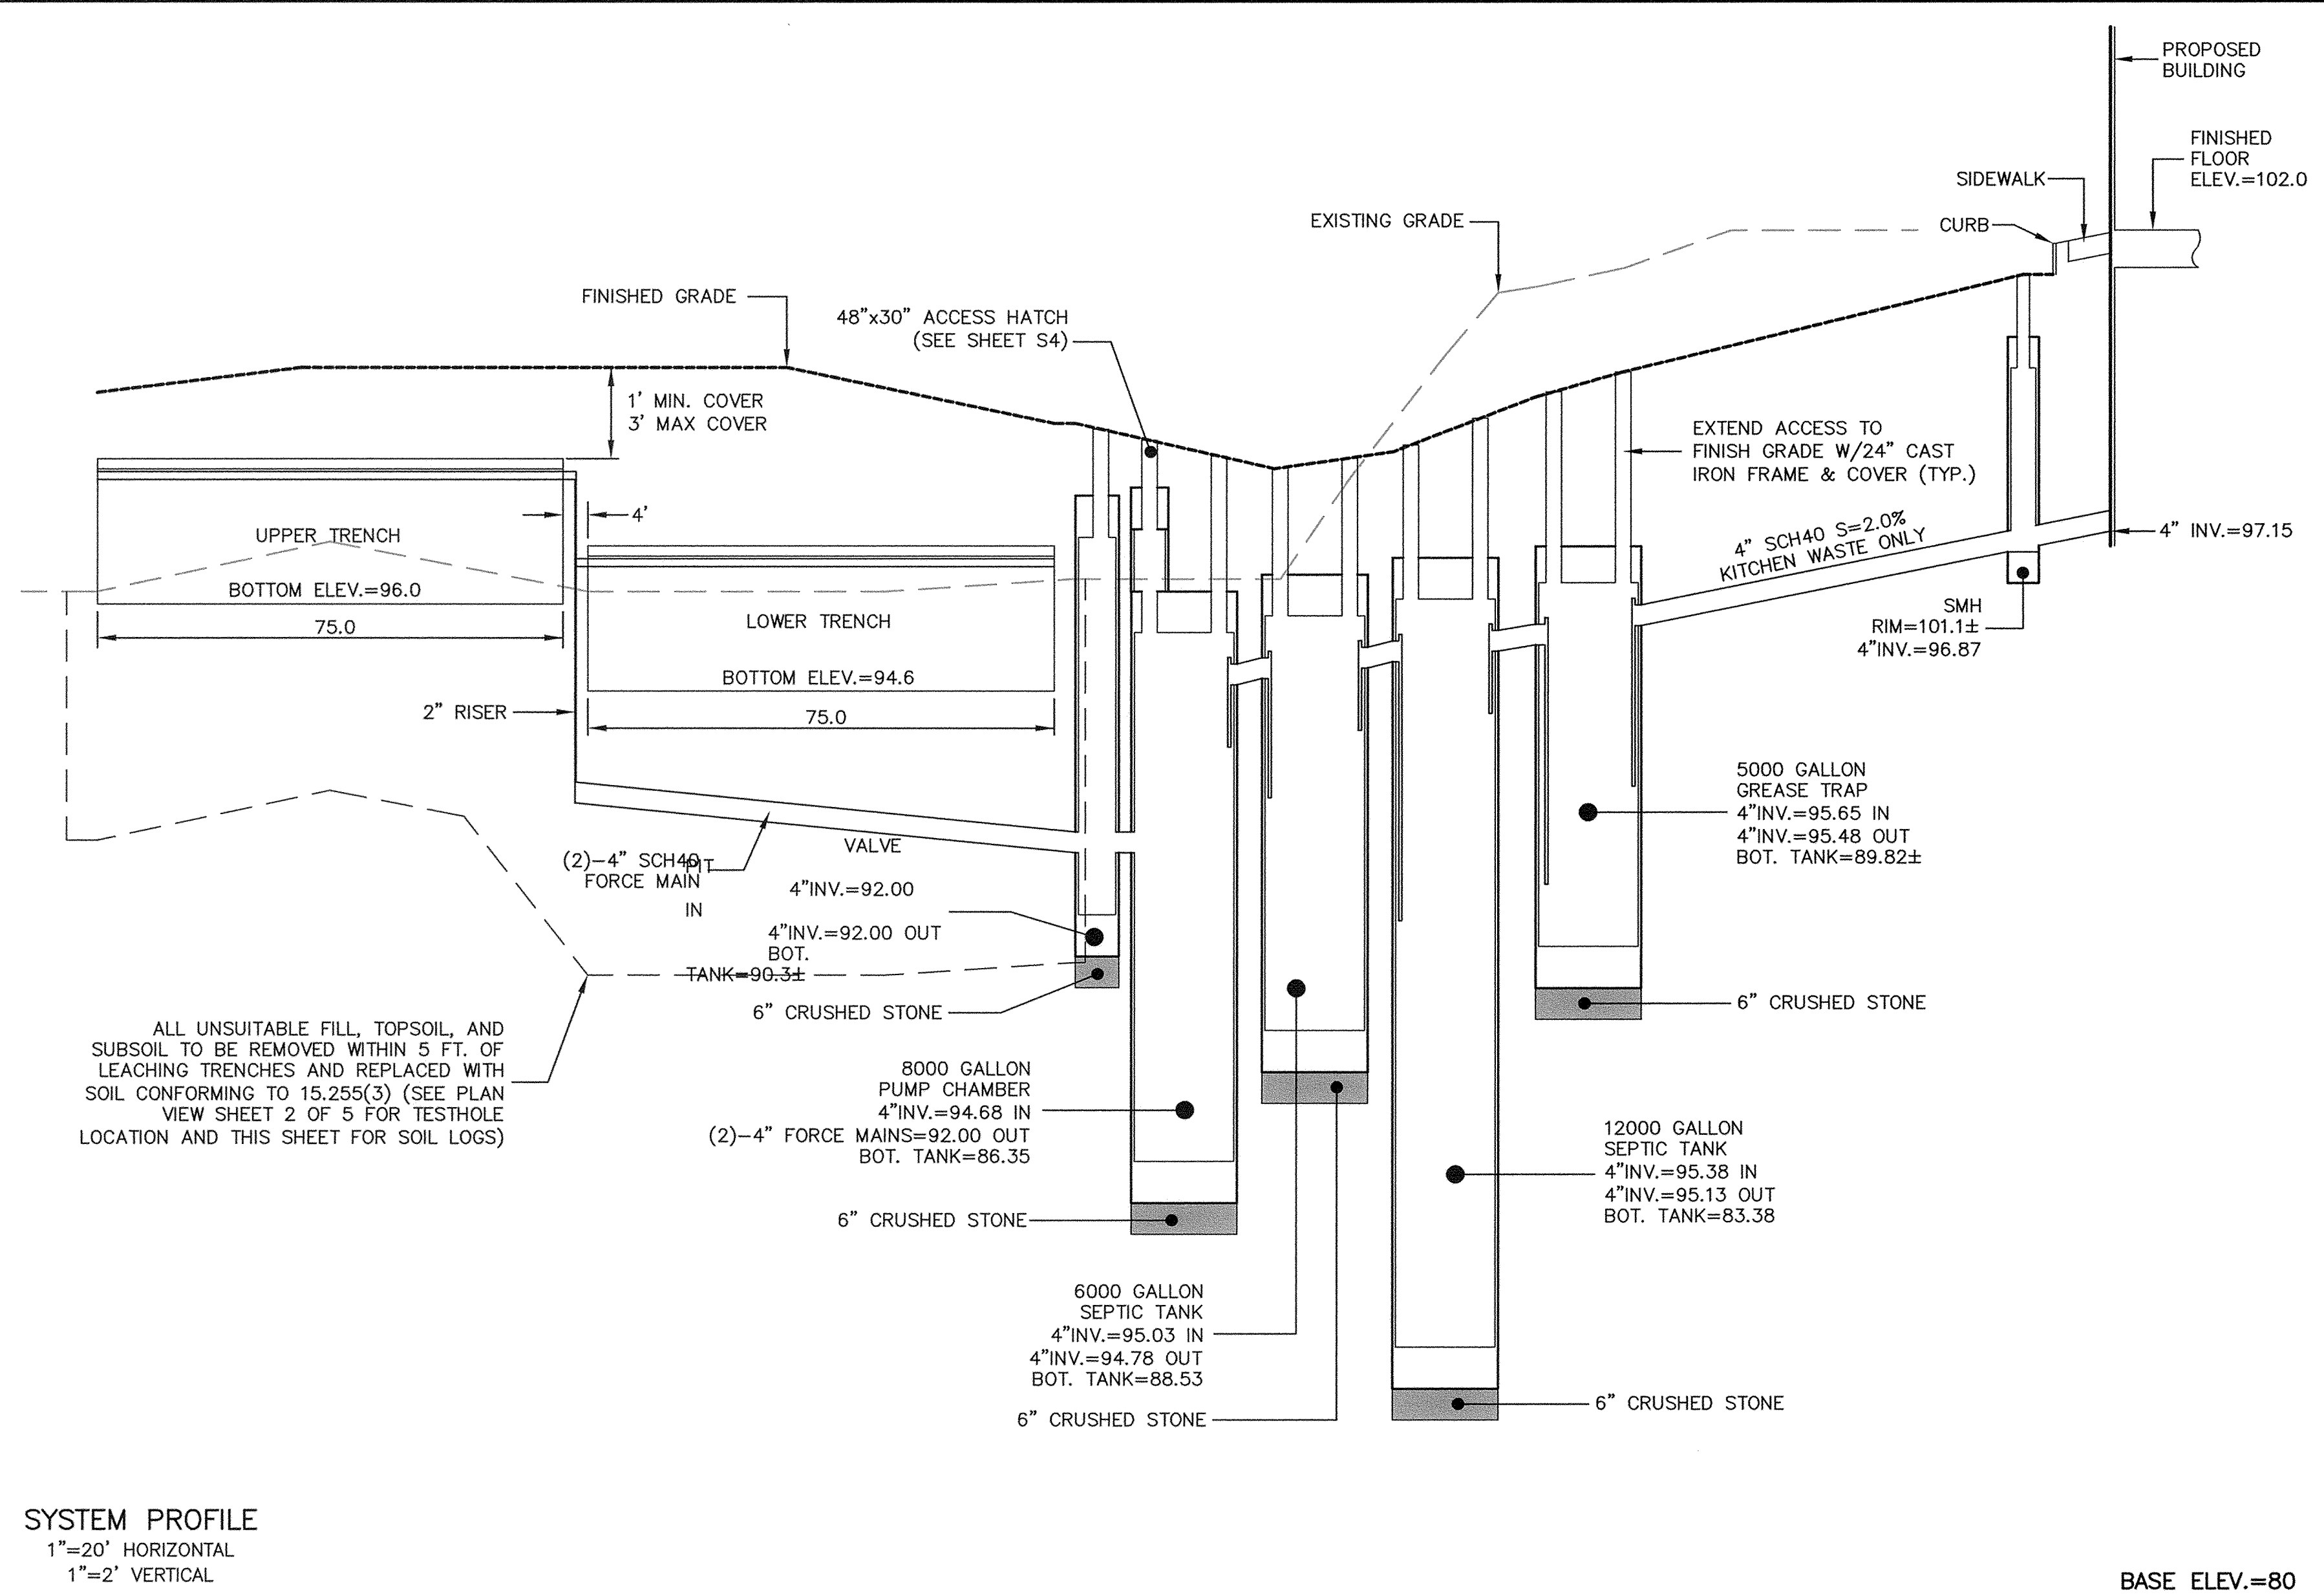 PROPOSED
BUILDING
FINISHED
FLOOR
ELEV.=102.0
SIDEWALK
CURB
EXISTING GRADE
FINISHED GRADE
48”x30” ACCESS HATCH
(SEE SHEET S4)
1’ MIN. COVER
3’ MAX COVER
EXTEND ACCESS TO
FINISH GRADE W/24” CAST
IRON FRAME & COVER (TYP.)
4’
UPPER TRENCH
BOTTOM ELEV.=96.0
75.0
LOWER TRENCH
BOTTOM ELEV.=94.6
75.0
4” SCH40 S=2.0%
KITCHEN WASTE ONLY
4” INV.=97.15
SMH
RIM=101.1±
4”INV.=96.87
2” RISER
5000 GALLON
GREASE TRAP
4”INV.=95.65 IN
4”INV.=95.48 OUT
BOT. TANK=89.82±
(2)-4” SCH40
FORCE MAIN
VALVE
PIT
4”INV.=92.00
IN
4”INV.=92.00 OUT
BOT.
TANK=90.3±
6” CRUSHED STONE
6” CRUSHED STONE
ALL UNSUITABLE FILL, TOPSOIL, AND
SUBSOIL TO BE REMOVED WITHIN 5 FT. OF
LEACHING TRENCHES AND REPLACED WITH
SOIL CONFORMING TO 15.255(3) (SEE PLAN
VIEW SHEET 2 OF 5 FOR TESTHOLE
LOCATION AND THIS SHEET FOR SOIL LOGS)
8000 GALLON
PUMP CHAMBER
4”INV.=94.68 IN
(2)-4” FORCE MAINS=92.00 OUT
BOT. TANK=86.35
6” CRUSHED STONE
12000 GALLON
SEPTIC TANK
4”INV.=95.38 IN
4”INV.=95.13 OUT
BOT. TANK=83.38
6000 GALLON
SEPTIC TANK
4”INV.=95.03 IN
4”INV.=94.78 OUT
BOT. TANK=88.53
6” CRUSHED STONE
6” CRUSHED STONE
SYSTEM PROFILE
1”=20’ HORIZONTAL
1”=2’ VERTICAL
BASE ELEV.=80